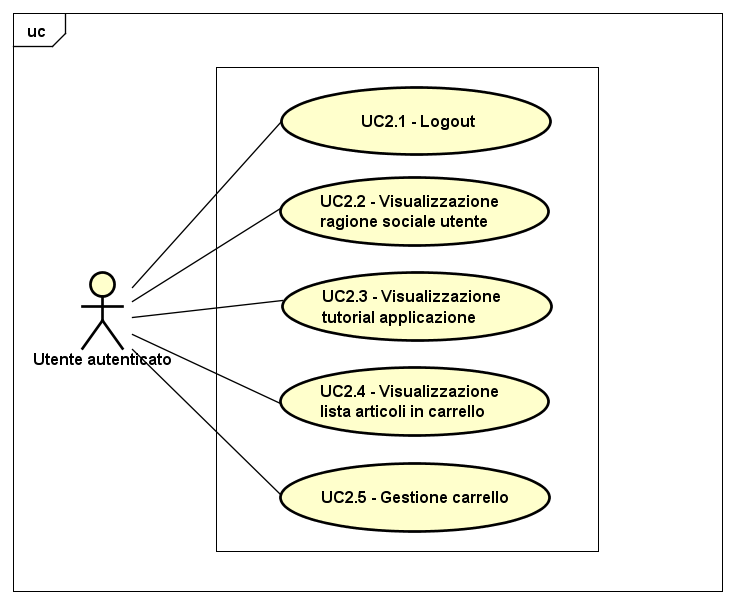 uc
UC2.1 - Logout
UC2.2 - Visualizzazione
ragione sociale utente
UC2.3 - Visualizzazione
tutorial applicazione
Utente autenticato
UC2.4 - Visualizzazione
lista articoli in carrello
UC2.5 - Gestione carrello